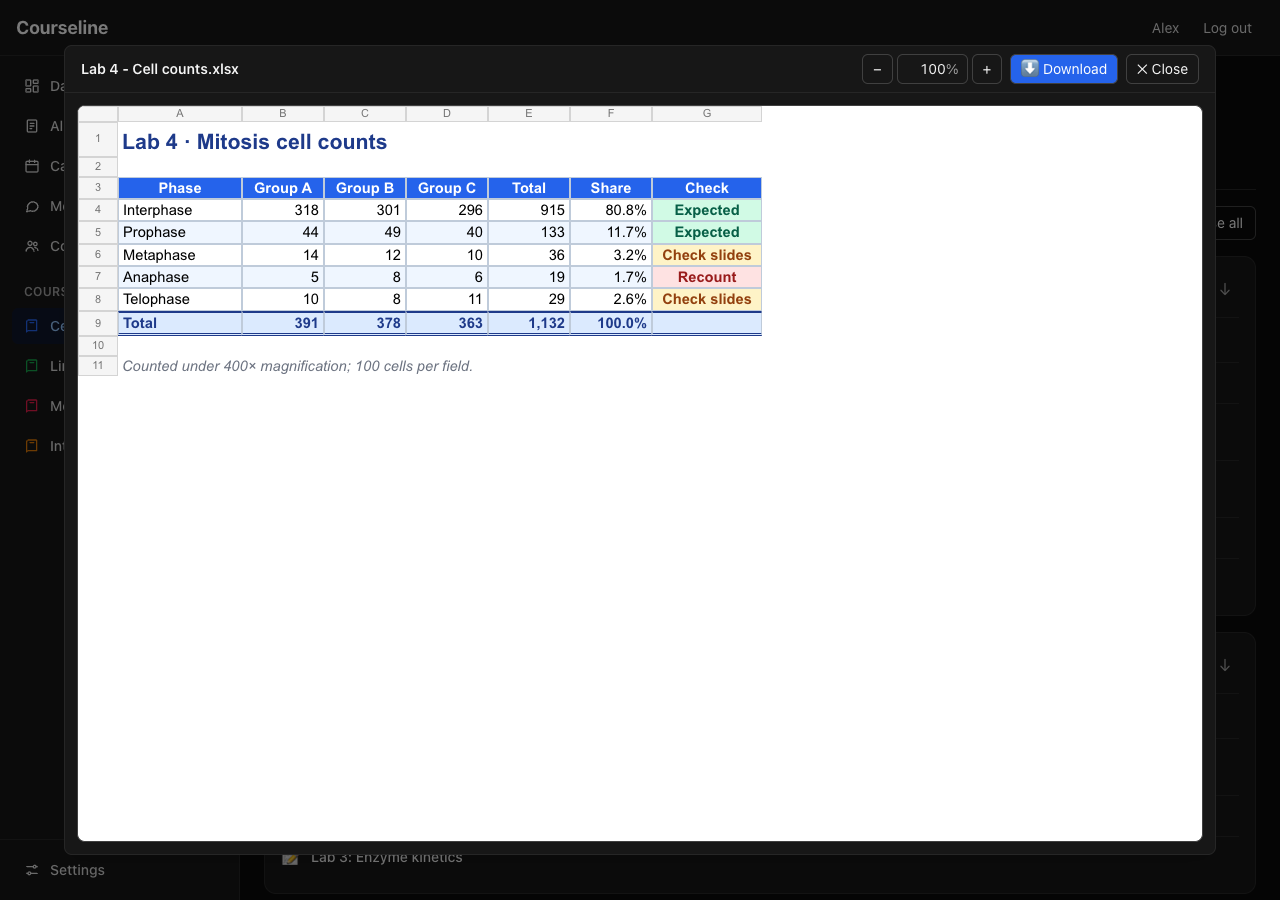 Courseline
Alex Log out
Lab 4 - Cell counts.xlsx
− 100% + Download Close
A B C D E F G
1 Lab 4 · Mitosis cell counts
2
3 Phase Group A Group B Group C Total Share Check
4 Interphase 318 301 296 915 80.8% Expected
5 Prophase 44 49 40 133 11.7% Expected
6 Metaphase 14 12 10 36 3.2% Check slides
7 Anaphase 5 8 6 19 1.7% Recount
8 Telophase 10 8 11 29 2.6% Check slides
9 Total 391 378 363 1,132 100.0%
10
11 Counted under 400× magnification; 100 cells per field.
all
Lab 3: Enzyme kinetics
Settings